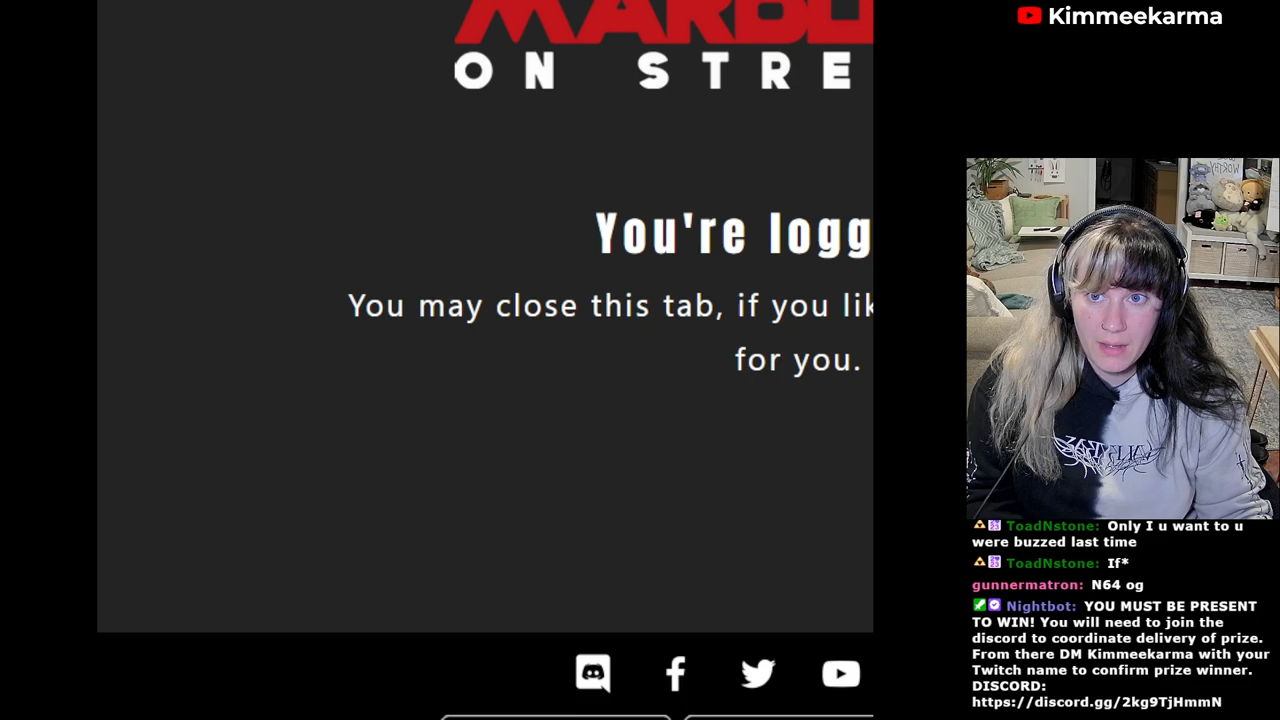 Kimmeekarma
ON STRE
You're logg
You may close this tab, if you lik
for you.
ToadNstone: Only I u want to u
were buzzed last time
ToadNstone: If*
gunnermatron: N64 og
Nightbot: YOU MUST BE PRESENT
TO WIN! You will need to join the
discord to coordinate delivery of prize.
From there DM Kimmeekarma with your
Twitch name to confirm prize winner.
DISCORD:
https://discord.gg/2kg9TjHmmN